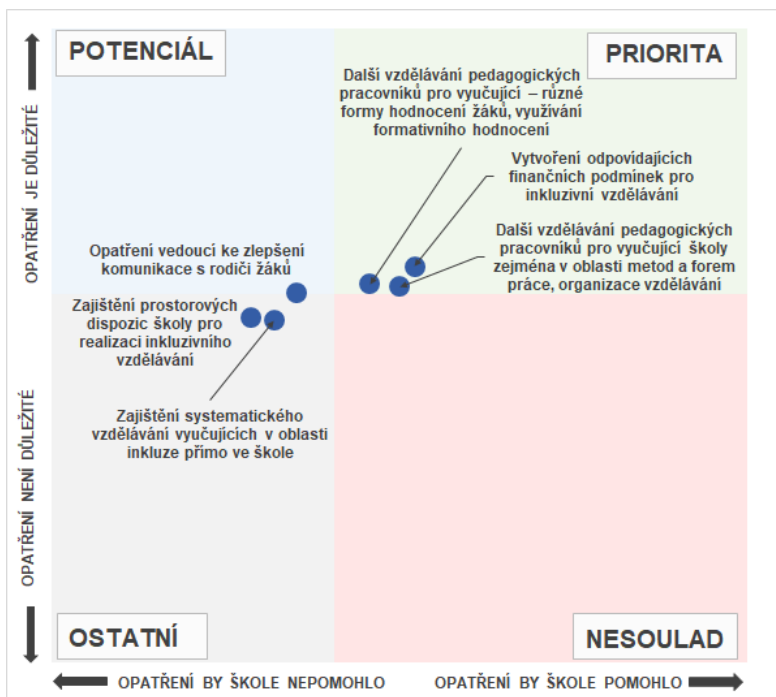 POTENCIÁL
PRIORITA
Další vzdělávání pedagogických
pracovníků pro vyučující – různé
formy hodnocení žáků, využívání
formativního hodnocení
Vytvoření odpovídajících
finančních podmínek pro
inkluzivní vzdělávání
Další vzdělávání pedagogických
pracovníků pro vyučující školy
zejména v oblasti metod a forem
práce, organizace vzdělávání
Opatření vedoucí ke zlepšení
komunikace s rodiči žáků
Zajištění prostorových
dispozic školy pro
realizaci inkluzivního
vzdělávání
Zajištění systematického
vzdělávání vyučujících v oblasti
inkluze přímo ve škole
OPATŘENÍ JE DŮLEŽITÉ
OPATŘENÍ NENÍ DŮLEŽITÉ
OSTATNÍ
NESOULAD
OPATŘENÍ BY ŠKOLE NEPOMOHLO
OPATŘENÍ BY ŠKOLE POMOHLO